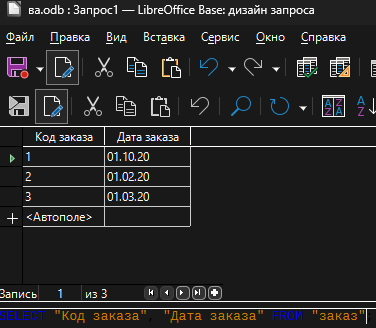 ba.odb : Запрос1 — LibreOffice Base: дизайн запроса
Файл Правка Вид Вставка Сервис Окно Справка
Код заказа Дата заказа
1 01.10.20
2 01.02.20
3 01.03.20
<Автополе>
Запись 1 из 3
SELECT "Код заказа", "Дата заказа" FROM "заказ"